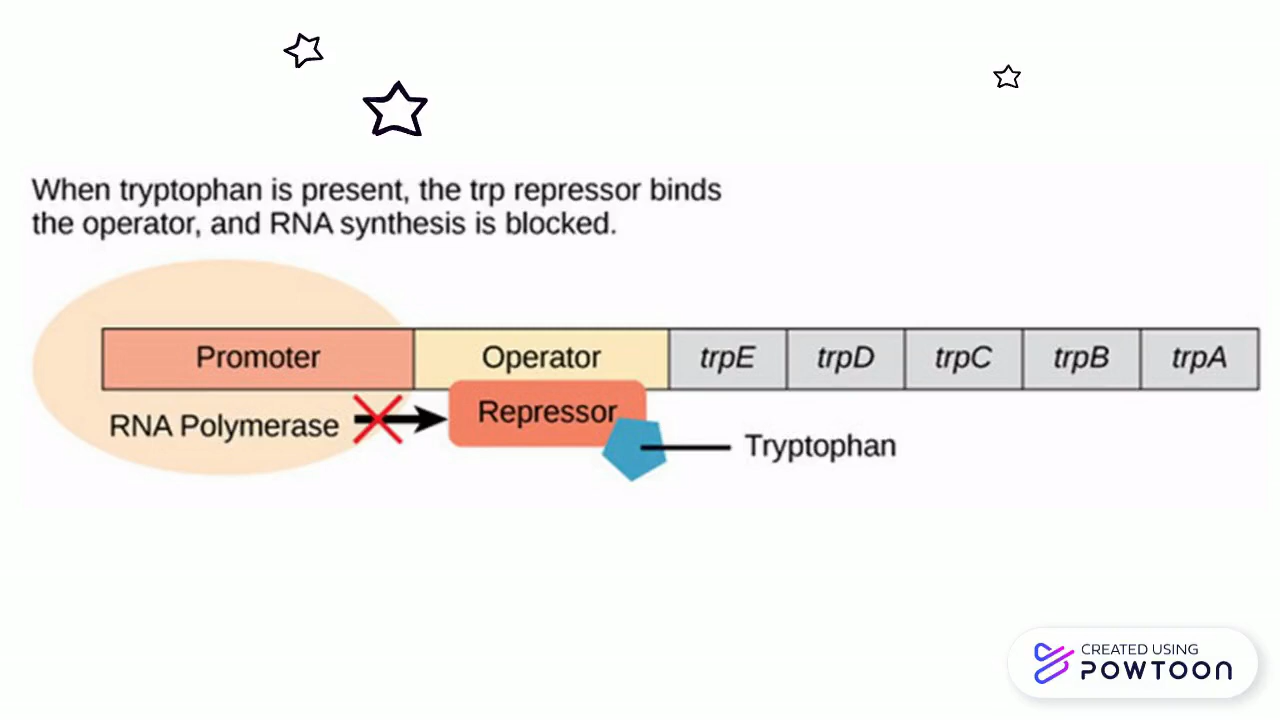 When tryptophan is present, the trp repressor binds
the operator, and RNA synthesis is blocked.
Promoter
Operator
trpE
trpD
trpC
trpB
trpA
RNA Polymerase
Repressor
Tryptophan
CREATED USING
POWTOON